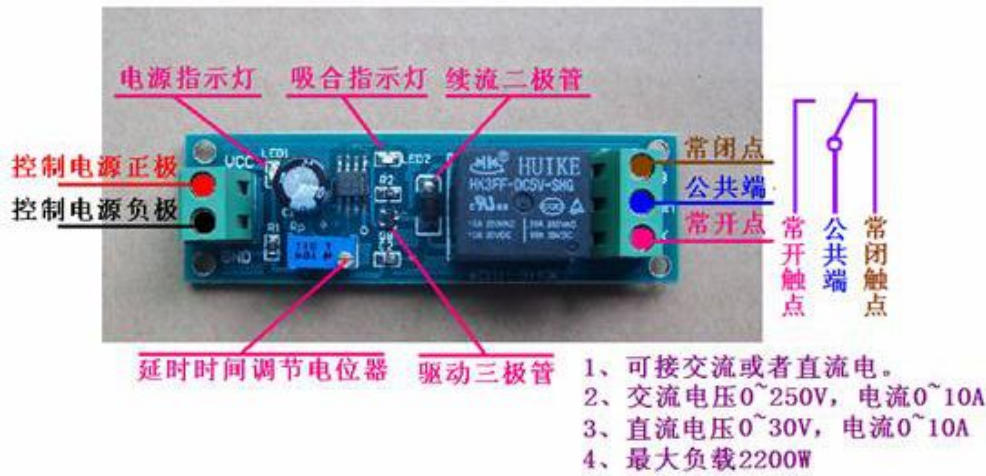 电源指示灯
吸合指示灯
续流二极管
控制电源正极
控制电源负极
VCC
GND
LED1
LED2
R2
R1
Rp
HUIKE
HK3FF-DC5V-SHG
常闭点
公共端
常开点
常开触点
公共端
常闭触点
延时时间调节电位器
驱动三极管
1、可接交流或者直流电。
2、交流电压0~250V，电流0~10A
3、直流电压0~30V，电流0~10A
4、最大负载2200W